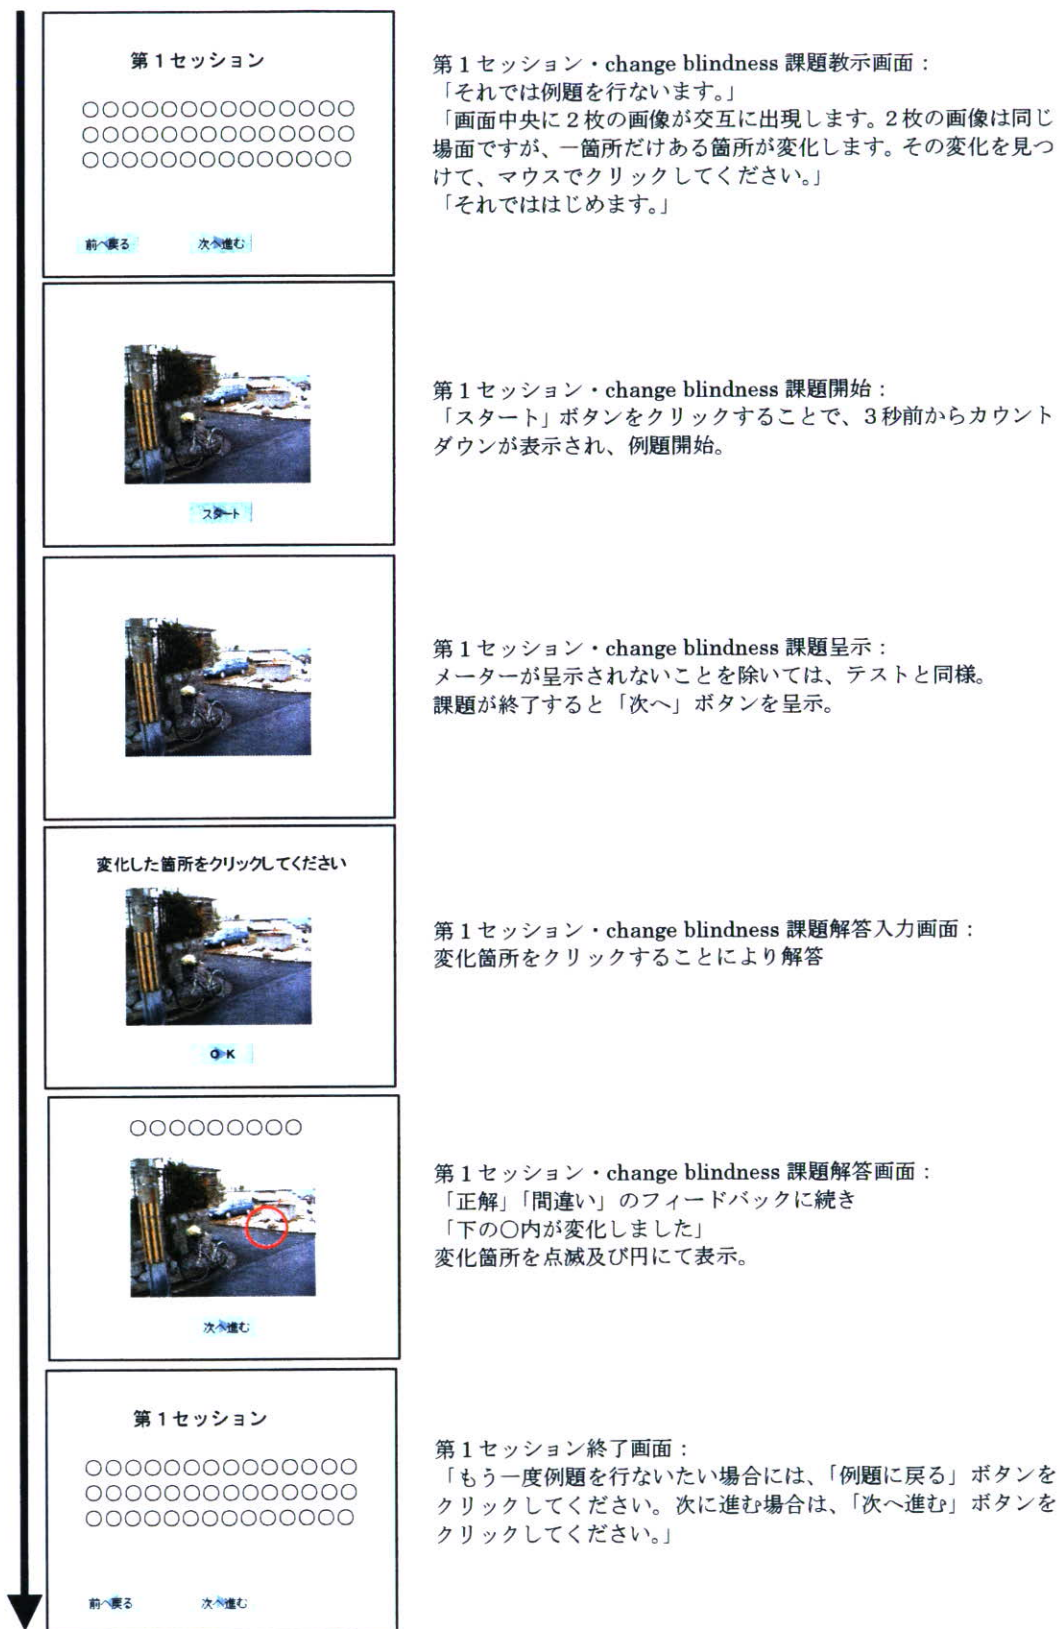 第１セッション
○○○○○○○○○○○○○○
○○○○○○○○○○○○○○
○○○○○○○○○○○○○○
前へ戻る
次へ進む
第１セッション・change blindness 課題教示画面：
「それでは例題を行ないます。」
「画面中央に２枚の画像が交互に出現します。２枚の画像は同じ
場面ですが、一箇所だけある箇所が変化します。その変化を見つ
けて、マウスでクリックしてください。」
「それでははじめます。」
スタート
第１セッション・change blindness 課題開始：
「スタート」ボタンをクリックすることで、３秒前からカウント
ダウンが表示され、例題開始。
第１セッション・change blindness 課題呈示：
メーターが呈示されないことを除いては、テストと同様。
課題が終了すると「次へ」ボタンを呈示。
変化した箇所をクリックしてください
ＯＫ
第１セッション・change blindness 課題解答入力画面：
変化箇所をクリックすることにより解答
○○○○○○○○○
次へ進む
第１セッション・change blindness 課題解答画面：
「正解」「間違い」のフィードバックに続き
「下の○内が変化しました」
変化箇所を点滅及び円にて表示。
第１セッション
○○○○○○○○○○○○○○
○○○○○○○○○○○○○○
○○○○○○○○○○○○○○
前へ戻る
次へ進む
第１セッション終了画面：
「もう一度例題を行ないたい場合には、「例題に戻る」ボタンを
クリックしてください。次に進む場合は、「次へ進む」ボタンを
クリックしてください。」